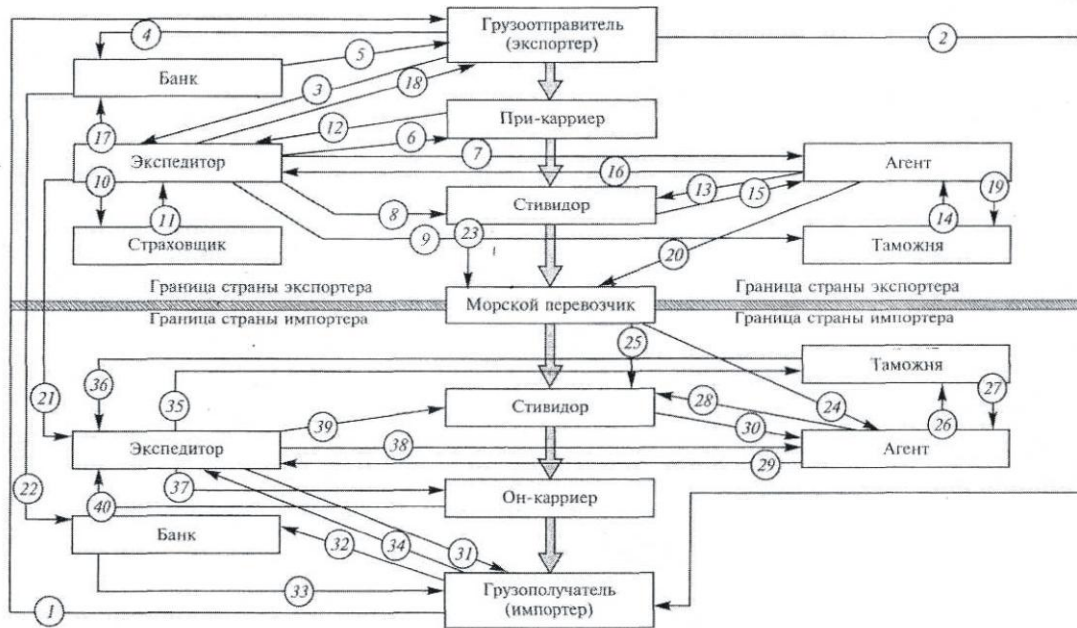 Грузоотправитель
(экспортер)
4
2
5
Банк
3
18
При-карриер
12
17
6
Экспедитор
7
Агент
16
10
13
19
15
8
Стивидор
11
14
23
Страховщик
9
Таможня
20
Граница страны экспортера
Граница страны экспортера
Морской перевозчик
Граница страны импортера
Граница страны импортера
25
Таможня
36
35
27
21
28
24
Стивидор
39
30
26
Экспедитор
38
Агент
29
22
37
40
Он-карриер
Банк
32
34
31
33
Грузополучатель
(импортер)
1